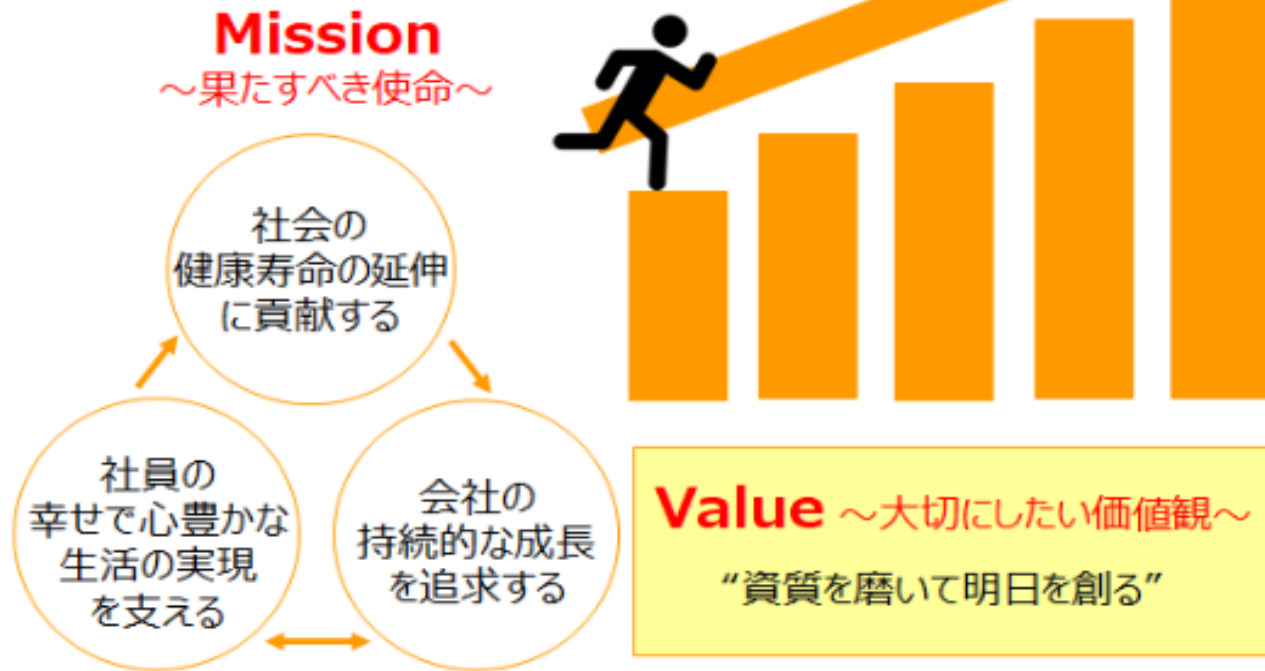 Mission
～果たすべき使命～
社会の
健康寿命の延伸
に貢献する
社員の
幸せで心豊かな
生活の実現
を支える
会社の
持続的な成長
を追求する
Value ～大切にしたい価値観～
“資質を磨いて明日を創る”